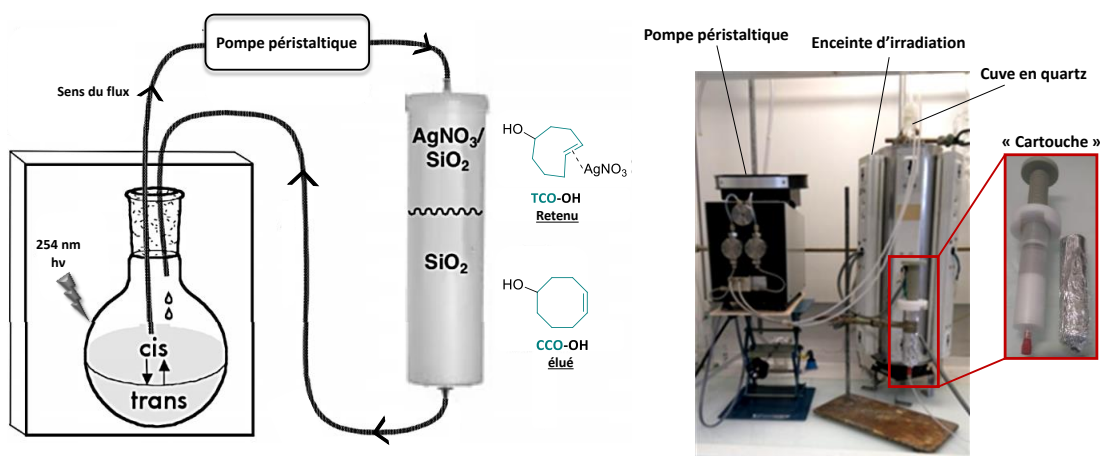 Pompe péristaltique
Sens du flux
254 nm
hν
cis
trans
AgNO3/
SiO2
SiO2
HO
AgNO3
TCO-OH
Retenu
HO
CCO-OH
élué
Pompe péristaltique
Enceinte d’irradiation
Cuve en quartz
« Cartouche »